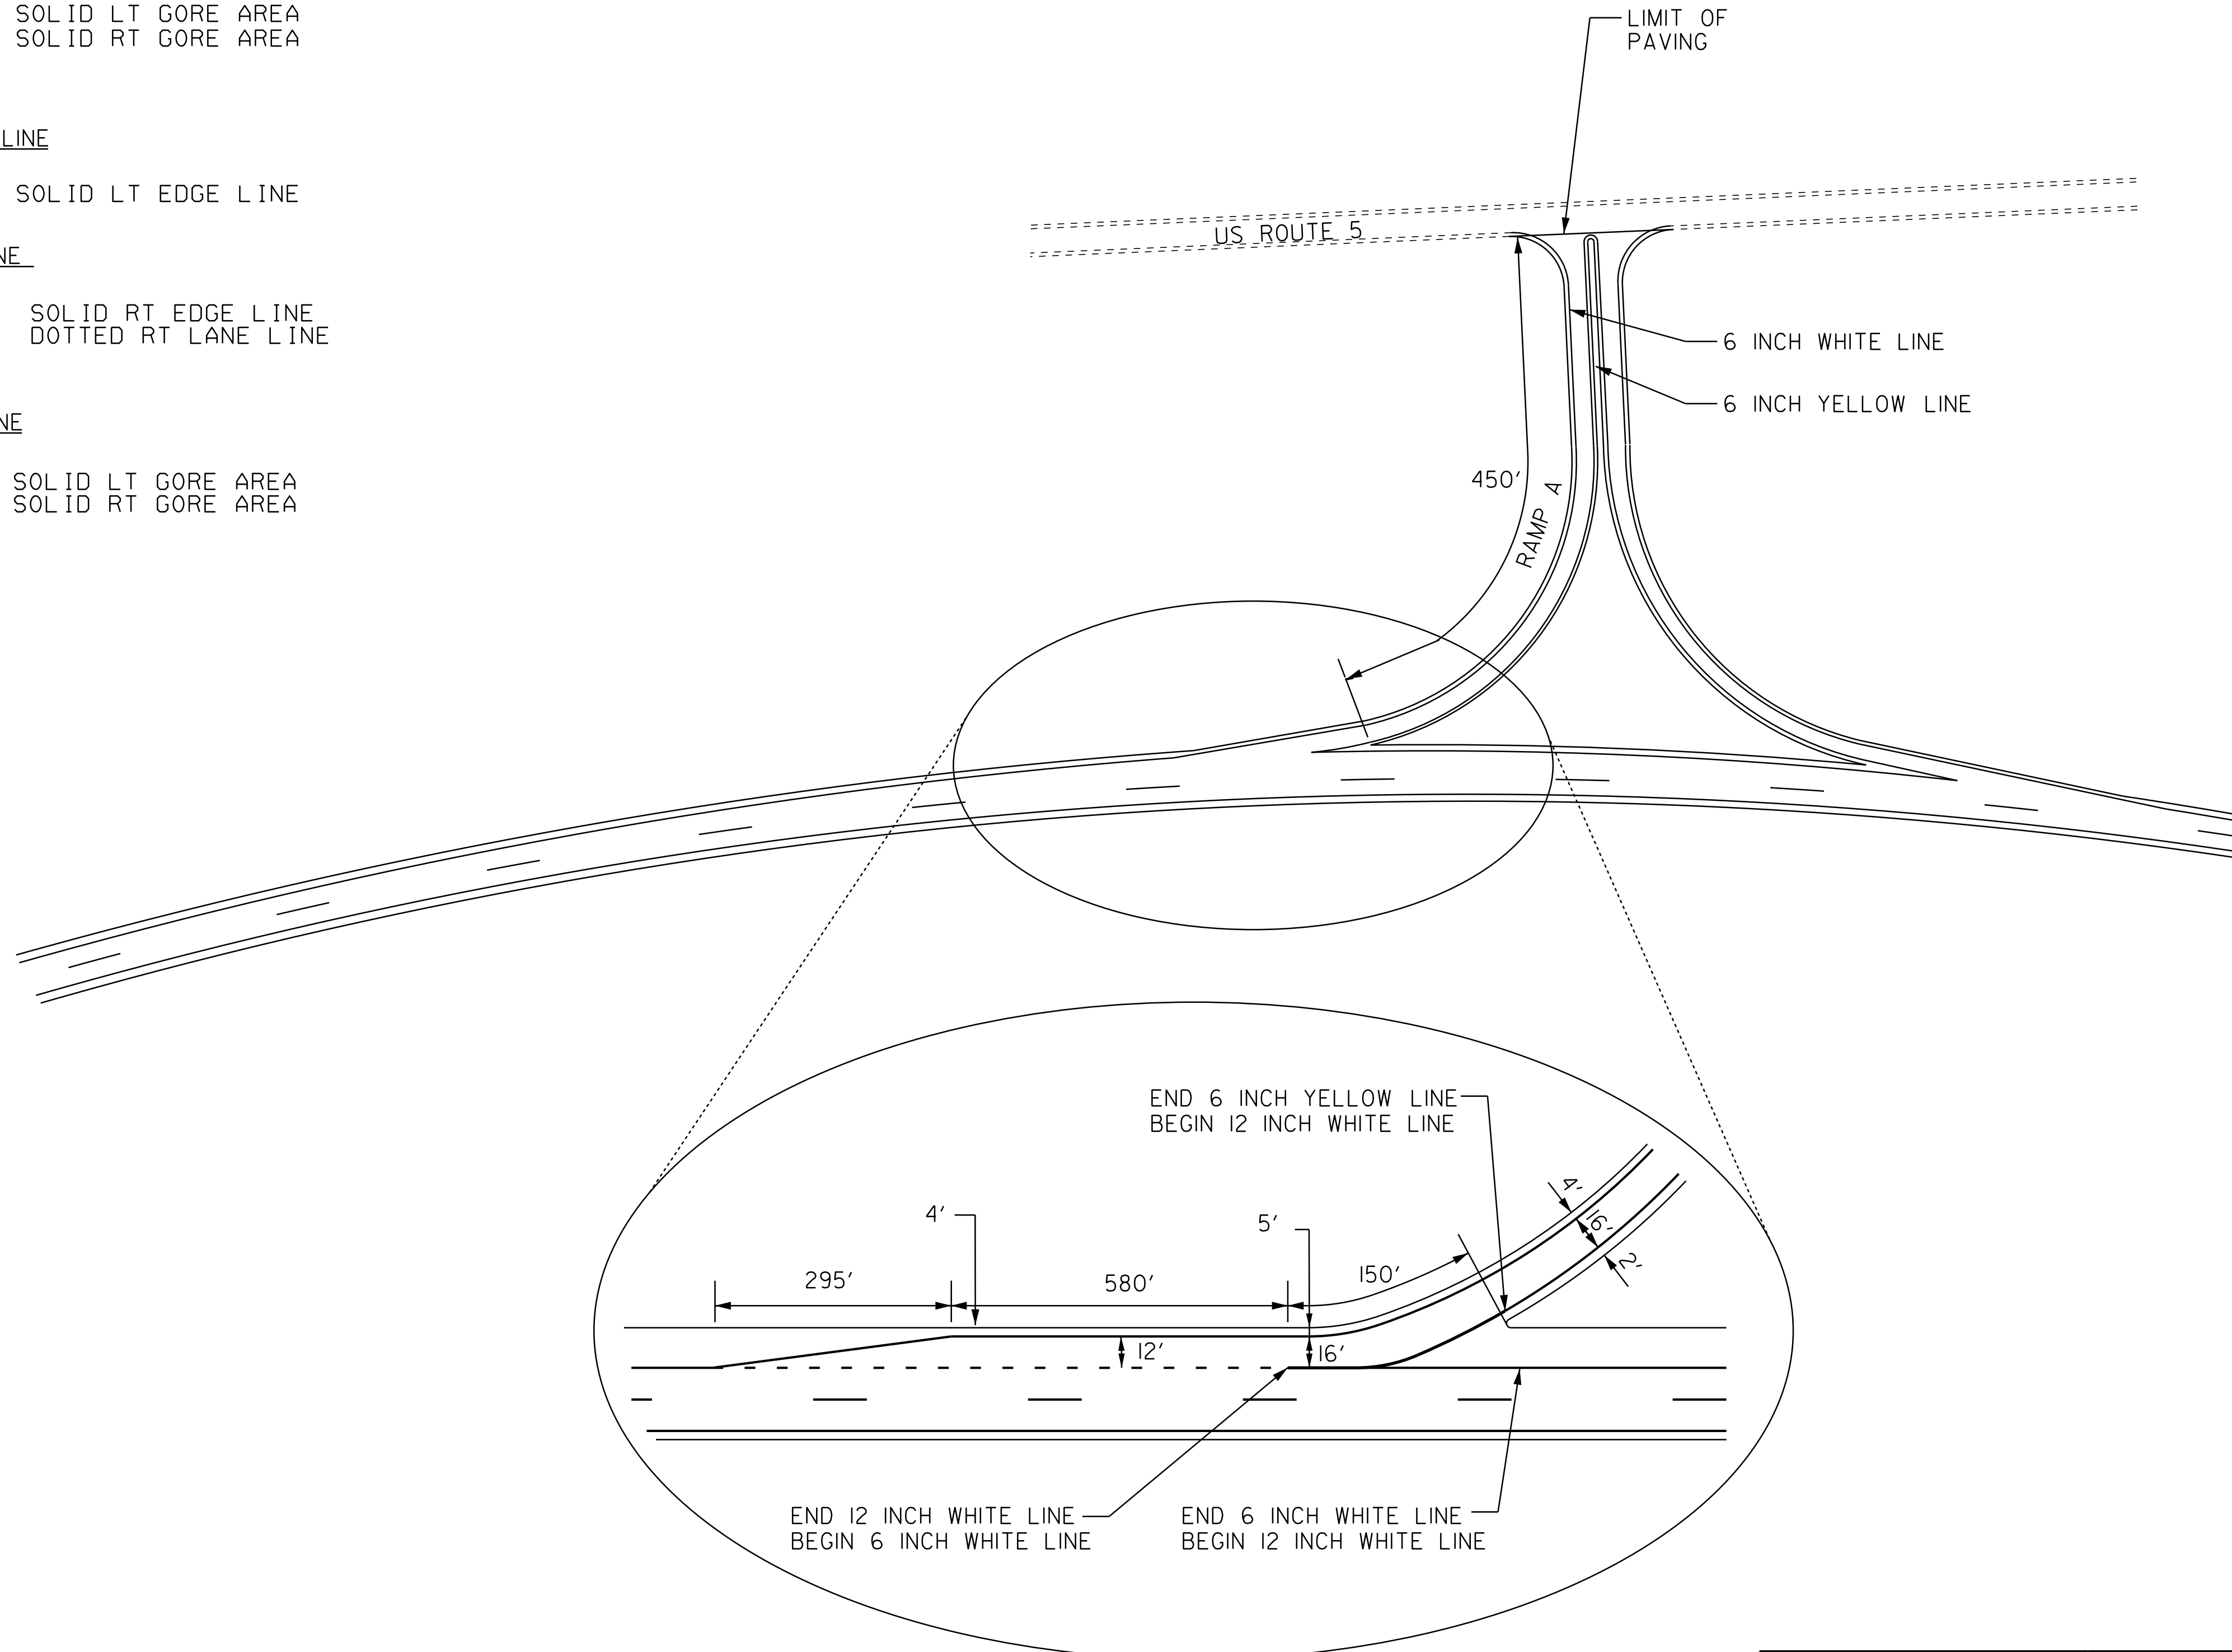 SOLID LT GORE AREA
SOLID RT GORE AREA
LINE
SOLID LT EDGE LINE
NE
SOLID RT EDGE LINE
DOTTED RT LANE LINE
NE
SOLID LT GORE AREA
SOLID RT GORE AREA
LIMIT OF
PAVING
US ROUTE 5
6 INCH WHITE LINE
6 INCH YELLOW LINE
450'
RAMP A
END 6 INCH YELLOW LINE
BEGIN 12 INCH WHITE LINE
4'
16'
2'
4'
5'
295'
580'
150'
12'
16'
END 12 INCH WHITE LINE
BEGIN 6 INCH WHITE LINE
END 6 INCH WHITE LINE
BEGIN 12 INCH WHITE LINE